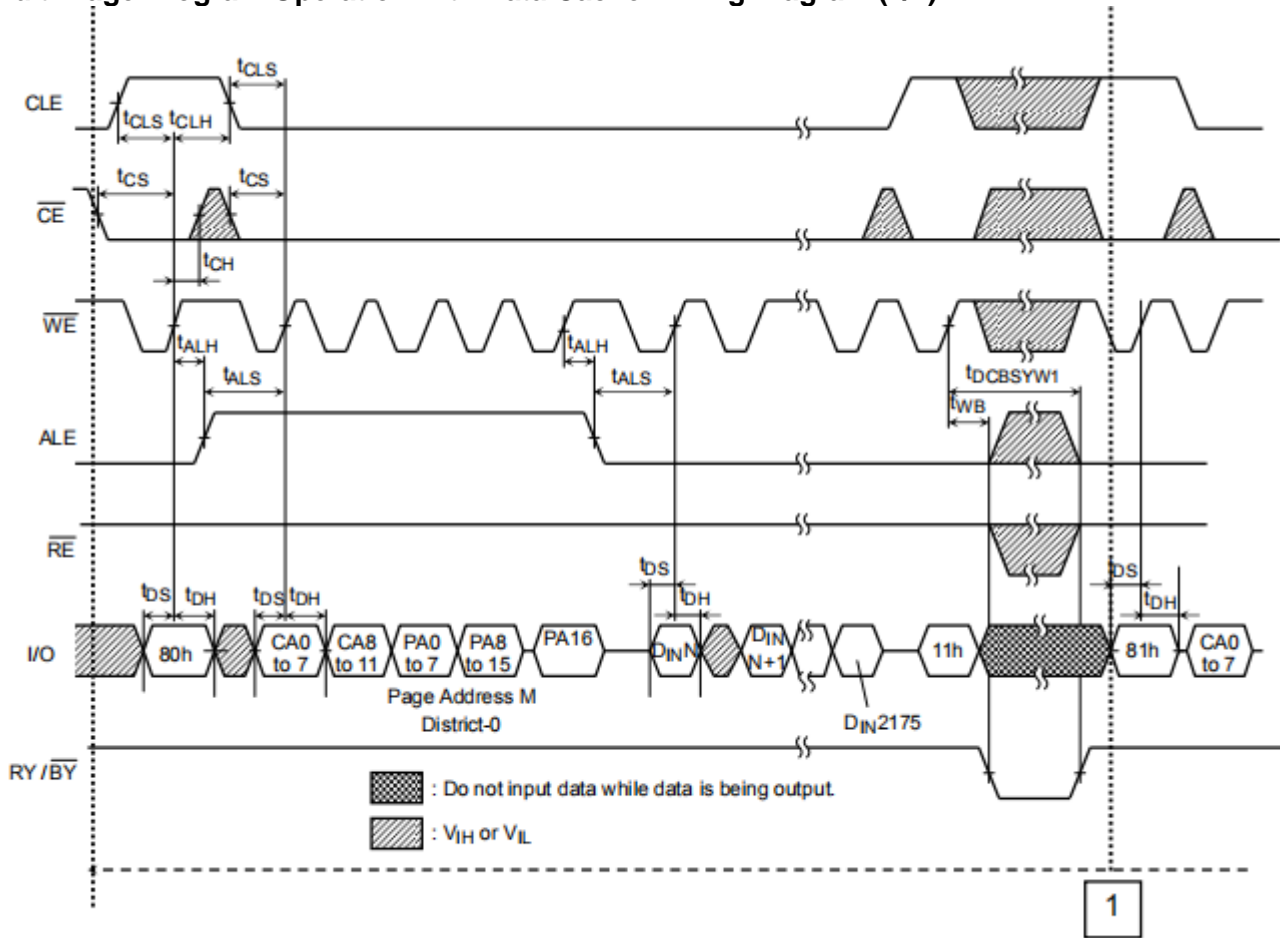 tCLS
CLE
tCLS tCLH
tCS tCS
CE
tCH
WE
tALH tALH
tALS tALS
tDCBSYW1
tWB
ALE
RE
tDS tDH tDS tDH tDS tDH tDS tDH
I/O
80h
CA0 to 7
CA8 to 11
PA0 to 7
PA8 to 15
PA16
DIN N
DIN N+1
11h
81h
CA0 to 7
Page Address M
District-0
DIN2175
RY / BY
: Do not input data while data is being output.
: VIH or VIL
1